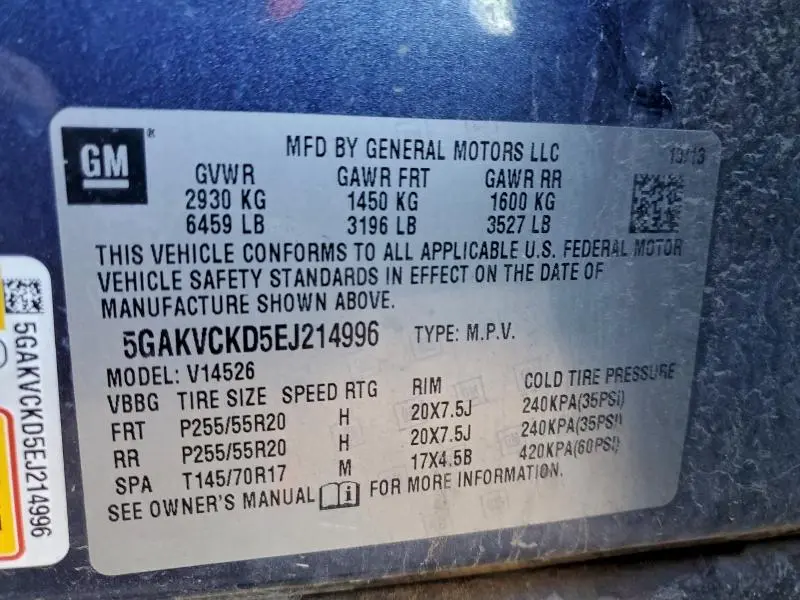 GM
MFD BY GENERAL MOTORS LLC
GVWR GAWR FRT GAWR RR
2930 KG 1450 KG 1600 KG
6459 LB 3196 LB 3527 LB
THIS VEHICLE CONFORMS TO ALL APPLICABLE U.S. FEDERAL MOTOR
VEHICLE SAFETY STANDARDS IN EFFECT ON THE DATE OF
MANUFACTURE SHOWN ABOVE.
5GAKVCKD5EJ214996 TYPE: M.P.V.
MODEL: V14526
VBBG TIRE SIZE SPEED RTG RIM COLD TIRE PRESSURE
FRT P255/55R20 H 20X7.5J 240KPA(35PSI)
RR P255/55R20 H 20X7.5J 240KPA(35PSI)
SPA T145/70R17 M 17X4.5B 420KPA(60PSI)
SEE OWNER'S MANUAL FOR MORE INFORMATION.
5GAKVCKD5EJ214996